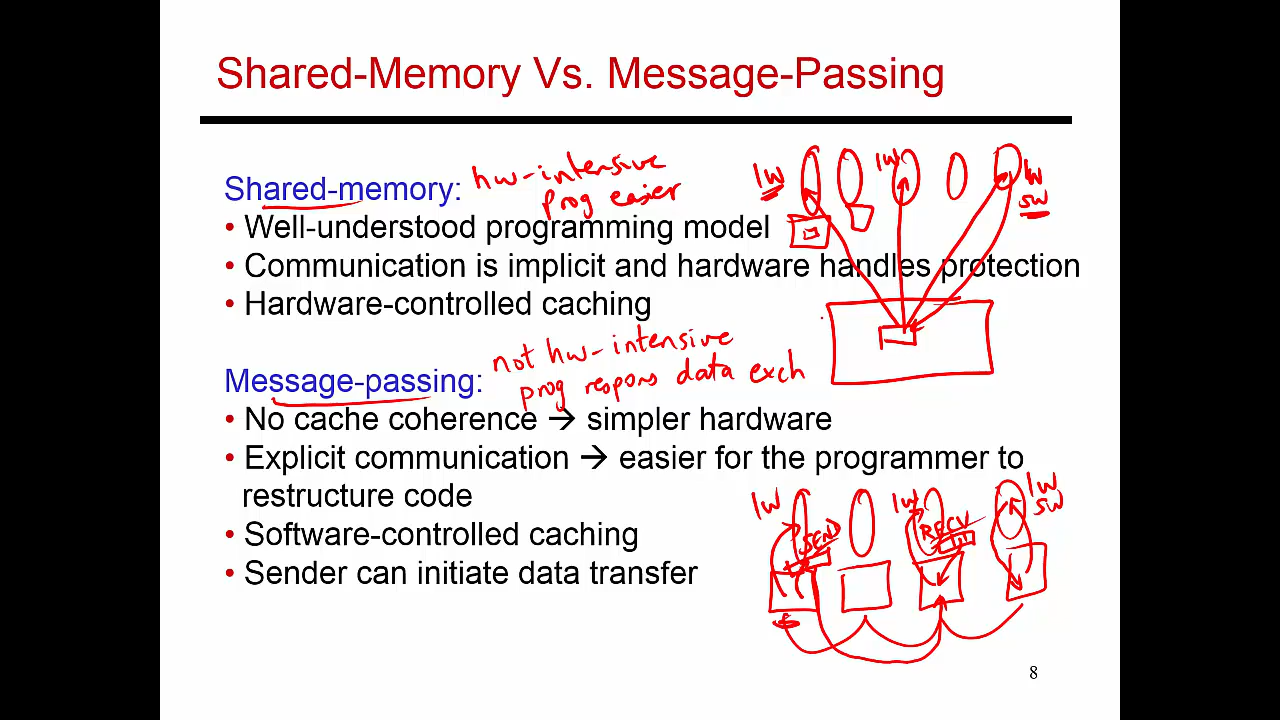 Shared-Memory Vs. Message-Passing
Shared-memory: hw-intensive
prog easier
• Well-understood programming model
• Communication is implicit and hardware handles protection
• Hardware-controlled caching
Message-passing: not hw-intensive
prog respons data exch
• No cache coherence → simpler hardware
• Explicit communication → easier for the programmer to
restructure code
• Software-controlled caching
• Sender can initiate data transfer
lw
lw
lw
sw
lw
SEND
lw
RECV
lw
sw
8